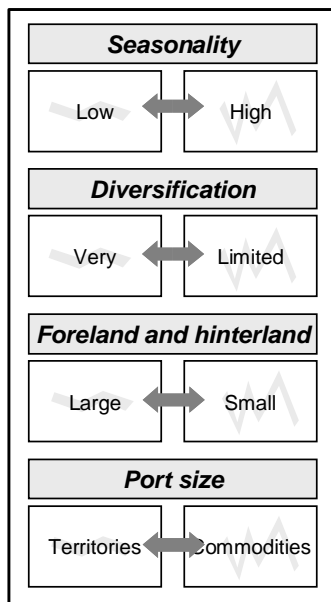 Seasonality
Low High
Diversification
Very Limited
Foreland and hinterland
Large Small
Port size
Territories Commodities